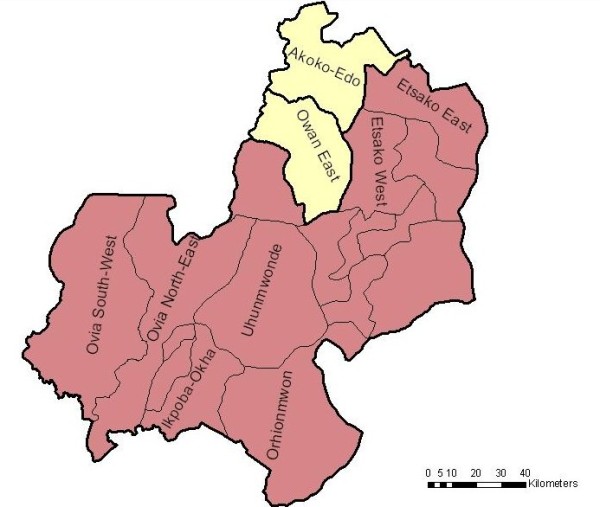 Akoko-Edo
Etsako East
Owan East
Etsako West
Ovia South-West
Ovia North-East
Uhunmwonde
Ikpoba-Okha
Orhionmwon
0 5 10 20 30 40
Kilometers